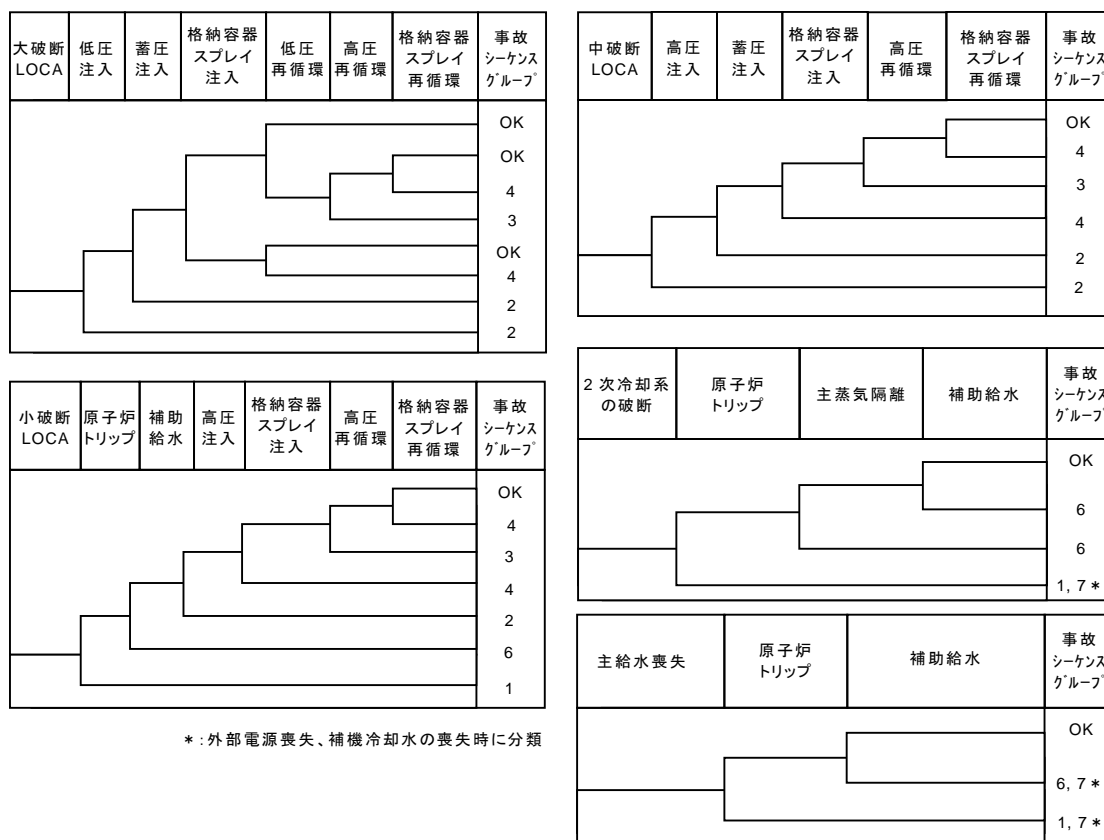 大破断
LOCA
低圧
注入
蓄圧
注入
格納容器
スプレイ
注入
低圧
再循環
高圧
再循環
格納容器
スプレイ
再循環
事故
シーケンス
グループ
OK
OK
4
3
OK
4
2
2
中破断
LOCA
高圧
注入
蓄圧
注入
格納容器
スプレイ
注入
高圧
再循環
格納容器
スプレイ
再循環
事故
シーケンス
グループ
OK
4
3
4
2
2
小破断
LOCA
原子炉
トリップ
補助
給水
高圧
注入
格納容器
スプレイ
注入
高圧
再循環
格納容器
スプレイ
再循環
事故
シーケンス
グループ
OK
4
3
4
2
6
1
2次冷却系
の破断
原子炉
トリップ
主蒸気隔離
補助給水
事故
シーケンス
グループ
OK
6
6
1, 7*
主給水喪失
原子炉
トリップ
補助給水
事故
シーケンス
グループ
OK
6, 7*
1, 7*
*:外部電源喪失、補機冷却水の喪失時に分類